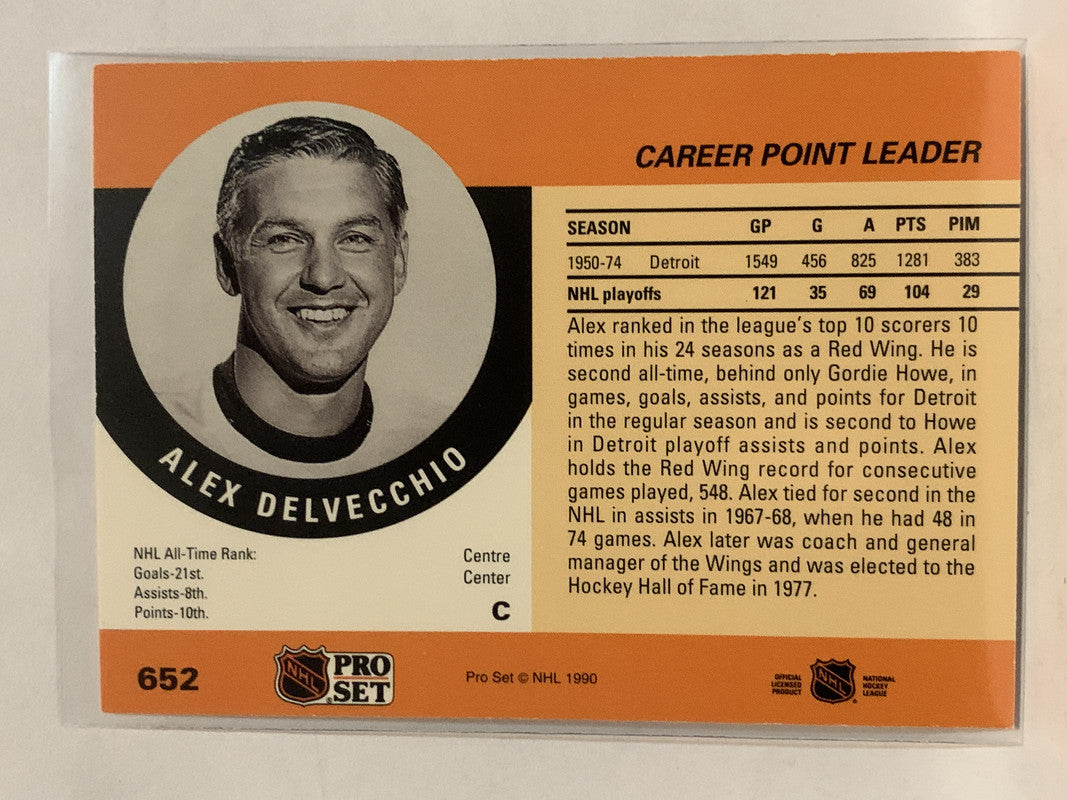 CAREER POINT LEADER
SEASON GP G A PTS PIM
1950-74 Detroit 1549 456 825 1281 383
NHL playoffs 121 35 69 104 29
Alex ranked in the league's top 10 scorers 10
times in his 24 seasons as a Red Wing. He is
second all-time, behind only Gordie Howe, in
games, goals, assists, and points for Detroit
in the regular season and is second to Howe
in Detroit playoff assists and points. Alex
holds the Red Wing record for consecutive
games played, 548. Alex tied for second in the
NHL in assists in 1967-68, when he had 48 in
74 games. Alex later was coach and general
manager of the Wings and was elected to the
Hockey Hall of Fame in 1977.
ALEX DELVECCHIO
NHL All-Time Rank:
Goals-21st.
Assists-8th.
Points-10th.
Centre
Center
C
652
NHL
PRO
SET
®
Pro Set © NHL 1990
OFFICIAL
LICENSED
PRODUCT
NHL
®
NATIONAL
HOCKEY
LEAGUE